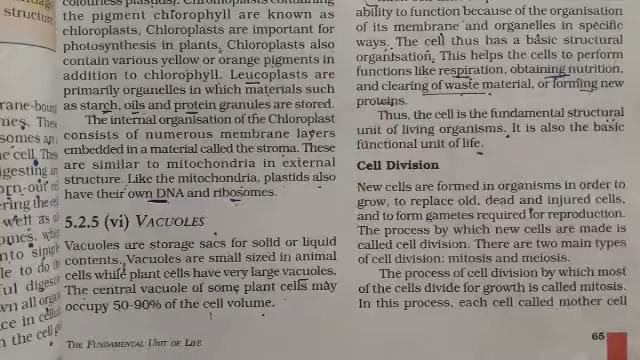 structure
the pigment chlorophyll are known as
chloroplasts. Chloroplasts are important for
photosynthesis in plants. Chloroplasts also
contain various yellow or orange pigments in
addition to chlorophyll. Leucoplasts are
primarily organelles in which materials such
as starch, oils and protein granules are stored.
The internal organisation of the Chloroplast
consists of numerous membrane layers
embedded in a material called the stroma. These
are similar to mitochondria in external
structure. Like the mitochondria, plastids also
have their own DNA and ribosomes.
5.2.5 (vi) VACUOLES
Vacuoles are storage sacs for solid or liquid
contents. Vacuoles are small sized in animal
cells while plant cells have very large vacuoles.
The central vacuole of some plant cells may
occupy 50-90% of the cell volume.
THE FUNDAMENTAL UNIT OF LIFE
ability to function because of the organisation
of its membrane and organelles in specific
ways. The cell thus has a basic structural
organisation. This helps the cells to perform
functions like respiration, obtaining nutrition,
and clearing of waste material, or forming new
proteins.
Thus, the cell is the fundamental structural
unit of living organisms. It is also the basic
functional unit of life.
Cell Division
New cells are formed in organisms in order to
grow, to replace old, dead and injured cells,
and to form gametes required for reproduction.
The process by which new cells are made is
called cell division. There are two main types
of cell division: mitosis and meiosis.
The process of cell division by which most
of the cells divide for growth is called mitosis.
In this process, each cell called mother cell
65